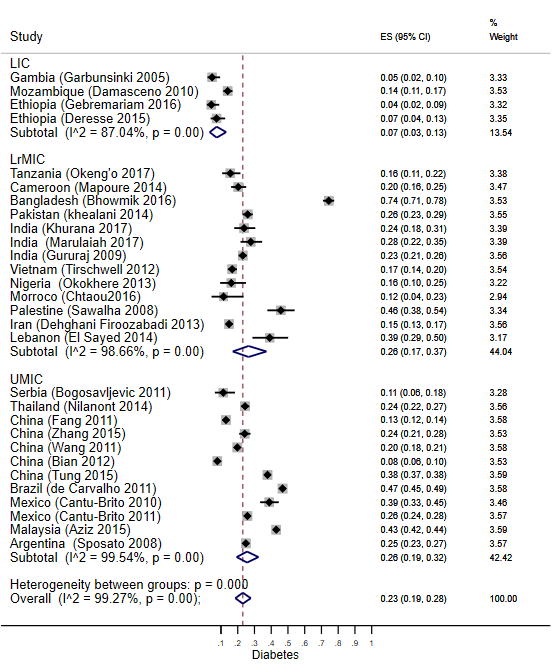 %
Study ES (95% CI) Weight
LIC
Gambia (Garbunsinki 2005) 0.05 (0.02, 0.10) 3.33
Mozambique (Damasceno 2010) 0.14 (0.11, 0.17) 3.53
Ethiopia (Gebremariam 2016) 0.04 (0.02, 0.09) 3.32
Ethiopia (Deresse 2015) 0.07 (0.04, 0.13) 3.35
Subtotal (I^2 = 87.04%, p = 0.00) 0.07 (0.03, 0.13) 13.54
LrMIC
Tanzania (Okeng'o 2017) 0.16 (0.11, 0.22) 3.38
Cameroon (Mapoure 2014) 0.20 (0.16, 0.25) 3.47
Bangladesh (Bhowmik 2016) 0.74 (0.71, 0.78) 3.53
Pakistan (khealani 2014) 0.26 (0.23, 0.29) 3.55
India (Khurana 2017) 0.24 (0.18, 0.31) 3.39
India (Marulaiah 2017) 0.28 (0.22, 0.35) 3.39
India (Gururaj 2009) 0.23 (0.21, 0.26) 3.56
Vietnam (Tirschwell 2012) 0.17 (0.14, 0.20) 3.54
Nigeria (Okokhere 2013) 0.16 (0.10, 0.25) 3.22
Morroco (Chtaou2016) 0.12 (0.04, 0.23) 2.94
Palestine (Sawalha 2008) 0.46 (0.38, 0.54) 3.34
Iran (Dehghani Firoozabadi 2013) 0.15 (0.13, 0.17) 3.56
Lebanon (El Sayed 2014) 0.39 (0.29, 0.50) 3.17
Subtotal (I^2 = 98.66%, p = 0.00) 0.26 (0.17, 0.37) 44.04
UMIC
Serbia (Bogosavljevic 2011) 0.11 (0.06, 0.18) 3.28
Thailand (Nilanont 2014) 0.24 (0.22, 0.27) 3.56
China (Fang 2011) 0.13 (0.12, 0.14) 3.58
China (Zhang 2015) 0.24 (0.21, 0.28) 3.53
China (Wang 2011) 0.20 (0.18, 0.21) 3.58
China (Bian 2012) 0.08 (0.06, 0.10) 3.53
China (Tung 2015) 0.38 (0.37, 0.38) 3.59
Brazil (de Carvalho 2011) 0.47 (0.45, 0.49) 3.58
Mexico (Cantu-Brito 2010) 0.39 (0.33, 0.45) 3.46
Mexico (Cantu-Brito 2011) 0.26 (0.24, 0.28) 3.57
Malaysia (Aziz 2015) 0.43 (0.42, 0.44) 3.59
Argentina (Sposato 2008) 0.25 (0.23, 0.27) 3.57
Subtotal (I^2 = 99.54%, p = 0.00) 0.26 (0.19, 0.32) 42.42
Heterogeneity between groups: p = 0.000
Overall (I^2 = 99.27%, p = 0.00); 0.23 (0.19, 0.28) 100.00
.1 .2 .3 .4 .5 .6 .7 .8 .9 1
Diabetes